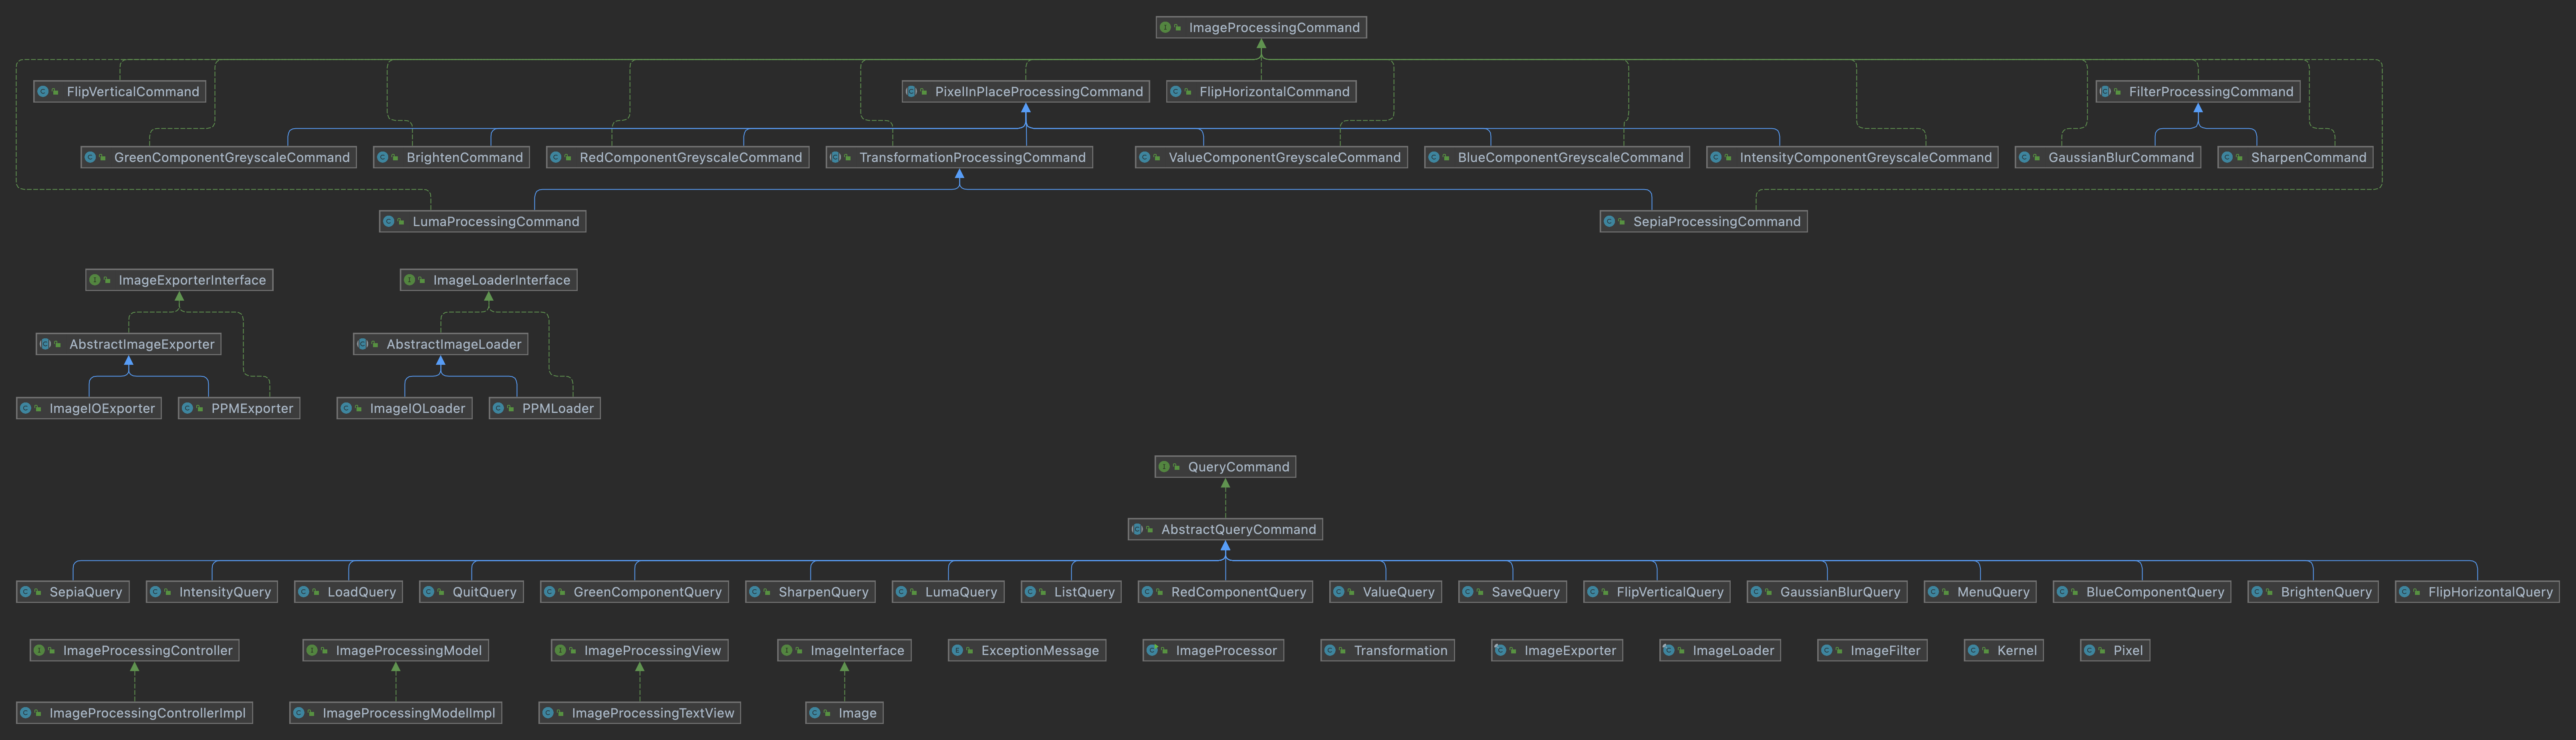 ImageProcessingCommand
FlipVerticalCommand
PixelInPlaceProcessingCommand
FlipHorizontalCommand
FilterProcessingCommand
GreenComponentGreyscaleCommand
BrightenCommand
RedComponentGreyscaleCommand
TransformationProcessingCommand
ValueComponentGreyscaleCommand
BlueComponentGreyscaleCommand
IntensityComponentGreyscaleCommand
GaussianBlurCommand
SharpenCommand
LumaProcessingCommand
SepiaProcessingCommand
ImageExporterInterface
ImageLoaderInterface
AbstractImageExporter
AbstractImageLoader
ImageIOExporter
PPMExporter
ImageIOLoader
PPMLoader
QueryCommand
AbstractQueryCommand
SepiaQuery
IntensityQuery
LoadQuery
QuitQuery
GreenComponentQuery
SharpenQuery
LumaQuery
ListQuery
RedComponentQuery
ValueQuery
SaveQuery
FlipVerticalQuery
GaussianBlurQuery
MenuQuery
BlueComponentQuery
BrightenQuery
FlipHorizontalQuery
ImageProcessingController
ImageProcessingModel
ImageProcessingView
ImageInterface
ExceptionMessage
ImageProcessor
Transformation
ImageExporter
ImageLoader
ImageFilter
Kernel
Pixel
ImageProcessingControllerImpl
ImageProcessingModelImpl
ImageProcessingTextView
Image